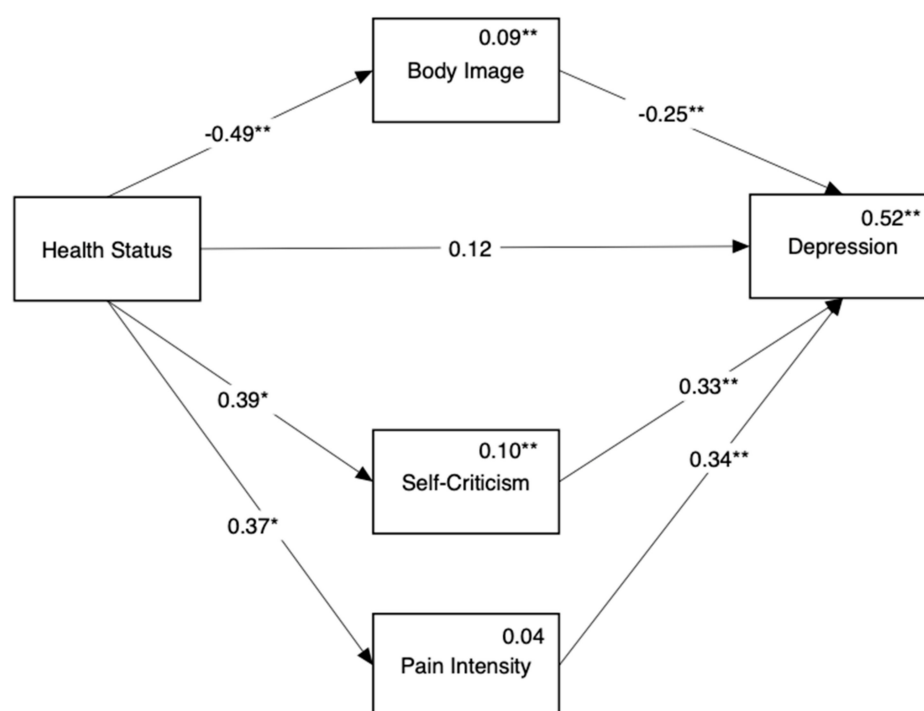 0.09**
Body Image
-0.49**
-0.25**
Health Status
0.12
0.52**
Depression
0.39*
0.33**
0.10**
Self-Criticism
0.34**
0.37*
0.04
Pain Intensity